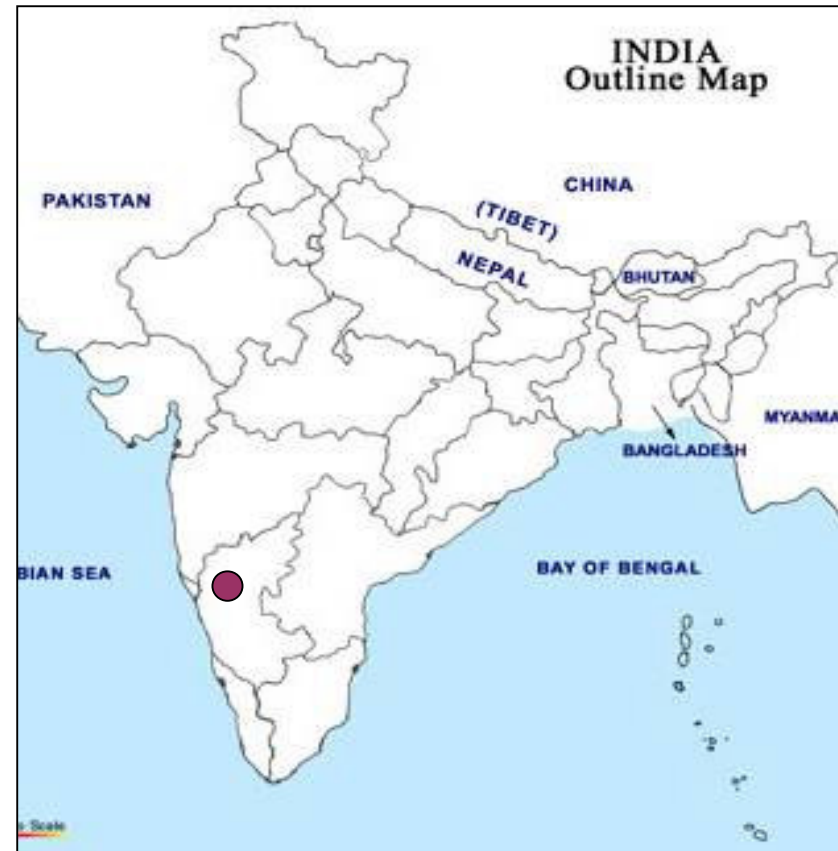 INDIA
Outline Map
CHINA
PAKISTAN
(TIBET)
NEPAL
BHUTAN
MYANMA
BANGLADESH
BIAN SEA
BAY OF BENGAL
Scale